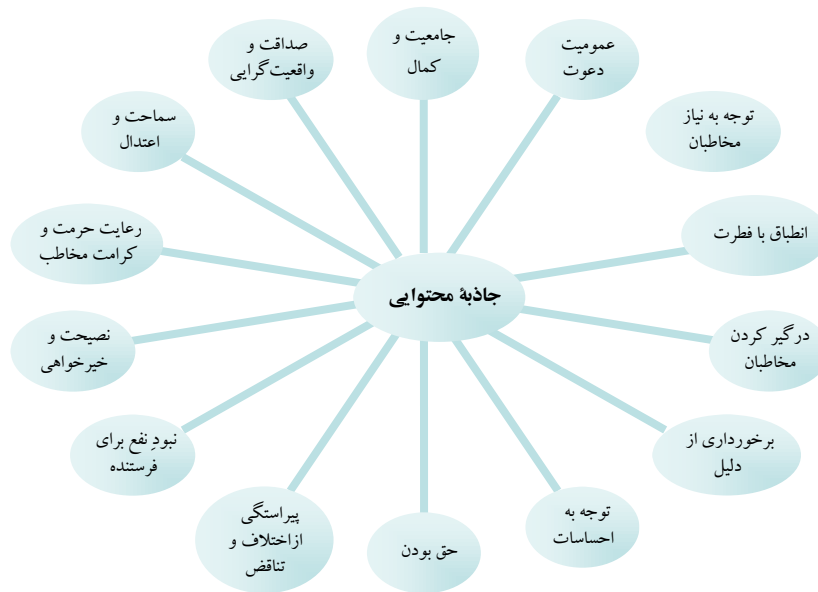 جاذبهٔ محتوایی
جامعیت و
کمال
عمومیت
دعوت
توجه به نیاز
مخاطبان
انطباق با فطرت
درگیر کردن
مخاطبان
برخورداری از
دلیل
توجه به
احساسات
حق بودن
پیراستگی
ازاختلاف و
تناقض
نبودِ نفع برای
فرستنده
نصیحت و
خیرخواهی
رعایت حرمت و
کرامت مخاطب
سماحت و
اعتدال
صداقت و
واقعیت‌گرایی